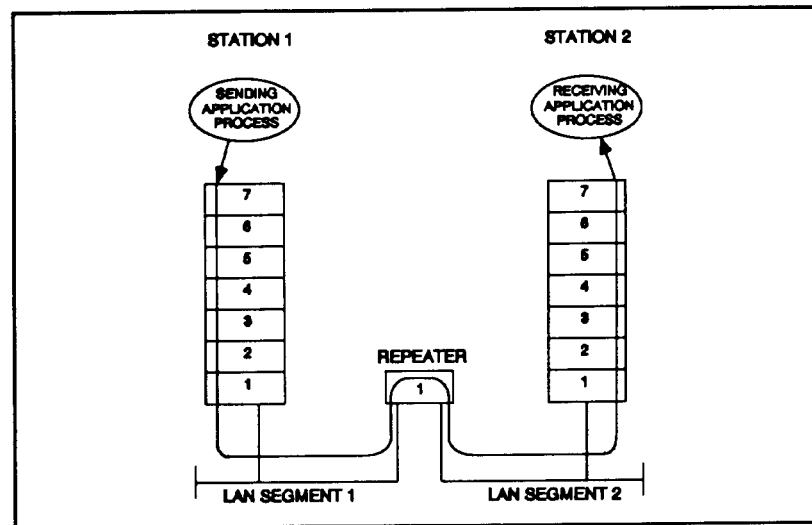 STATION 1
STATION 2
SENDING
APPLICATION
PROCESS
RECEIVING
APPLICATION
PROCESS
7
6
5
4
3
2
1
7
6
5
4
3
2
1
REPEATER
1
LAN SEGMENT 1
LAN SEGMENT 2